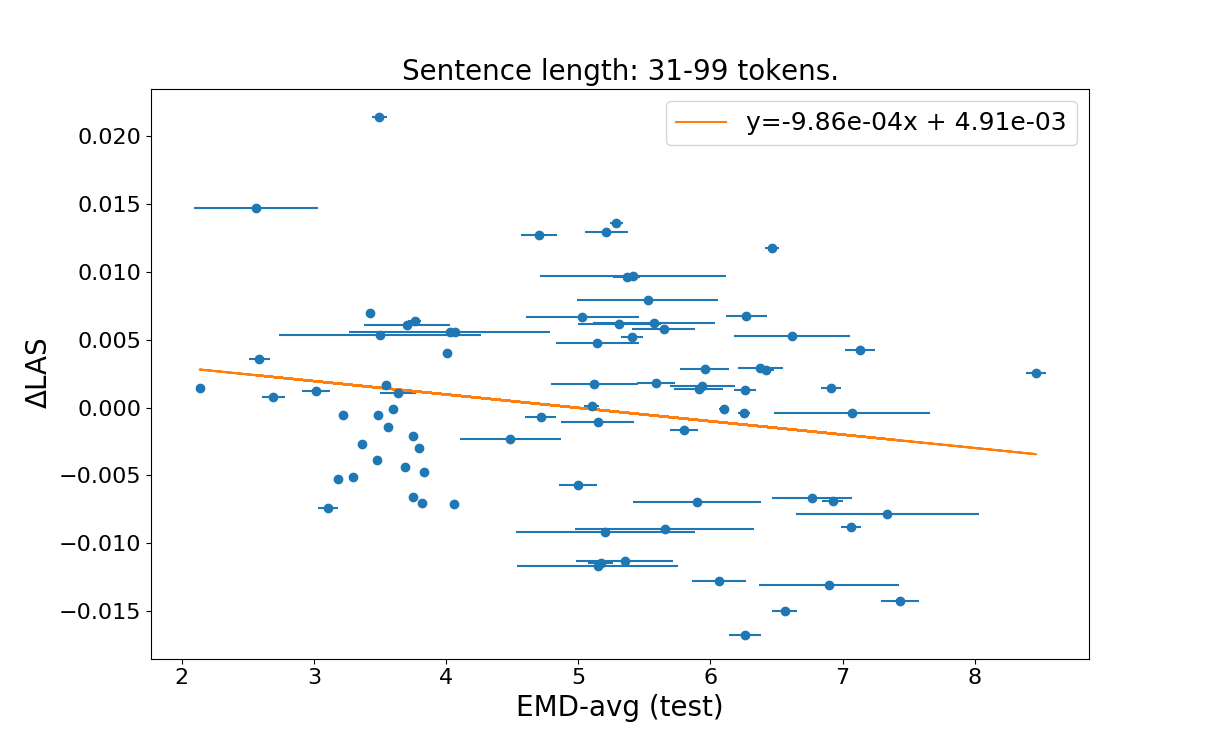 Sentence length: 31-99 tokens.
y=-9.86e-04x + 4.91e-03
ΔLAS
0.020
0.015
0.010
0.005
0.000
−0.005
−0.010
−0.015
2 3 4 5 6 7 8
EMD-avg (test)